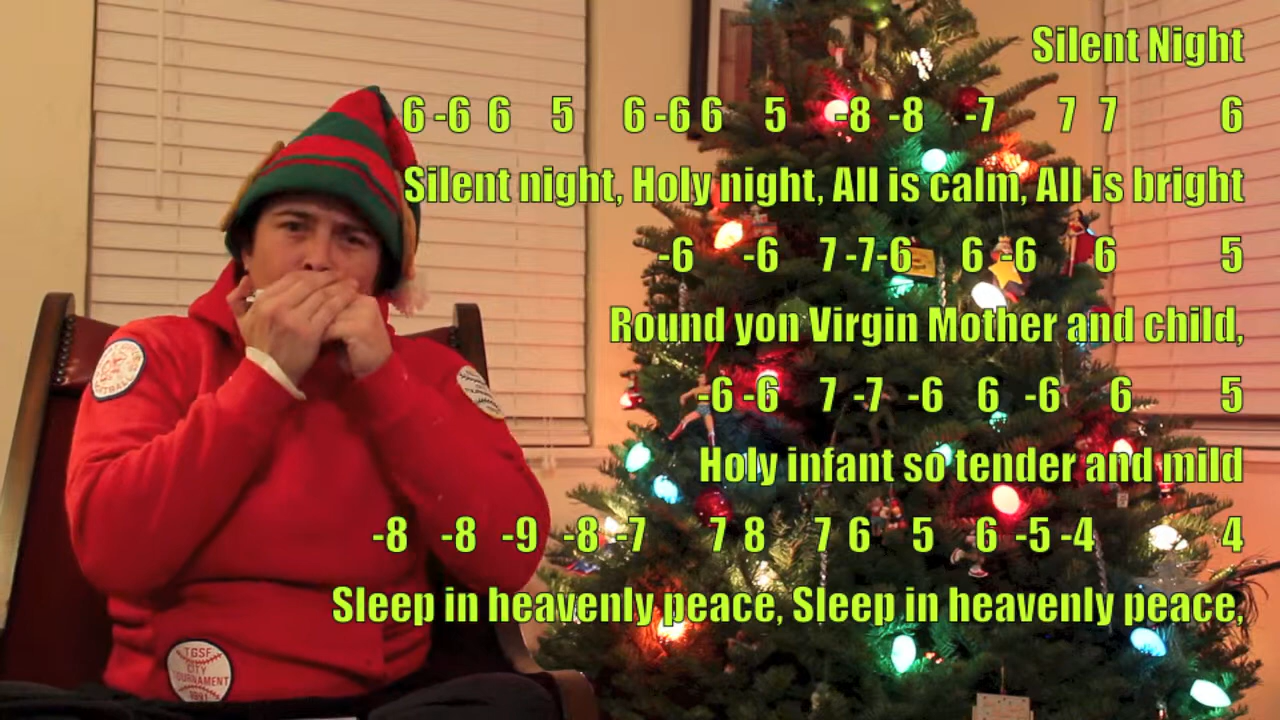 Silent Night
6 -6 6 5 6 -6 6 5 -8 -8 -7 7 7 6
Silent night, Holy night, All is calm, All is bright
-6 -6 7 -7 -6 6 -6 6 5
Round yon Virgin Mother and child,
-6 -6 7 -7 -6 6 -6 6 5
Holy infant so tender and mild
-8 -8 -9 -8 -7 7 8 7 6 5 6 -5 -4 4
Sleep in heavenly peace, Sleep in heavenly peace,
TGSF
CITY
TOURNAMENT
1991